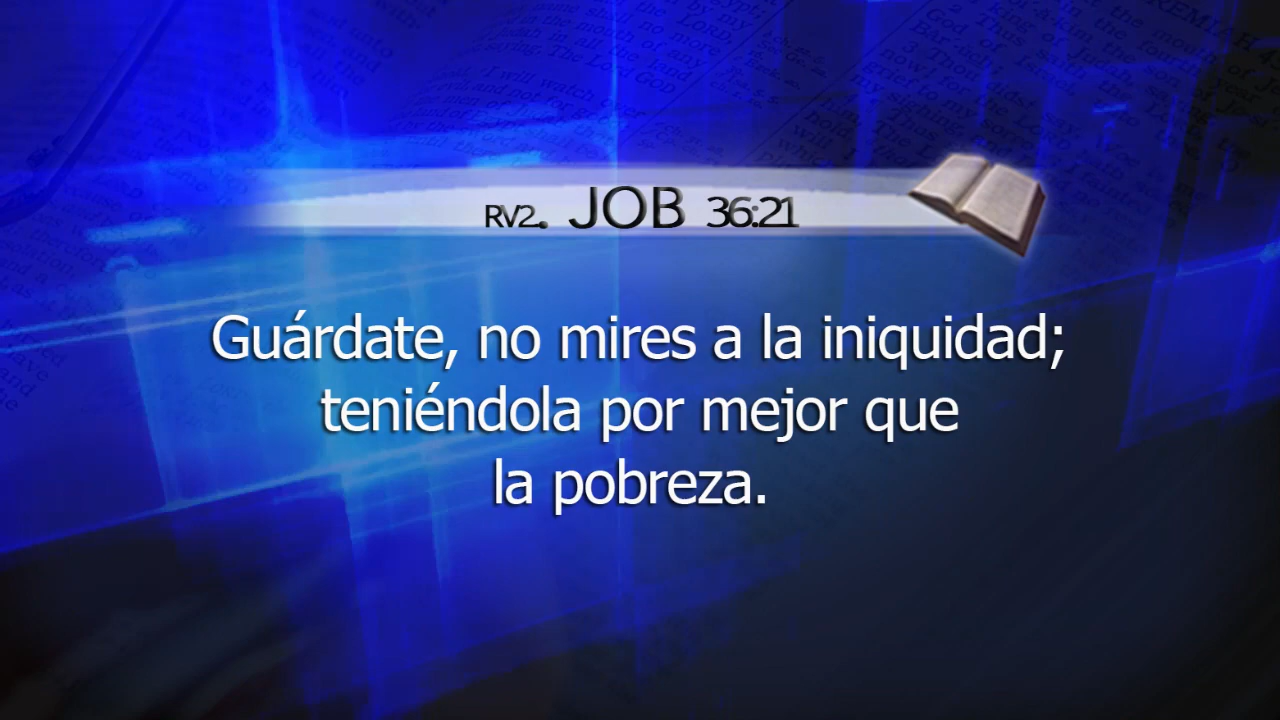 RV2. JOB 36:21
Guárdate, no mires a la iniquidad;
teniéndola por mejor que
la pobreza.